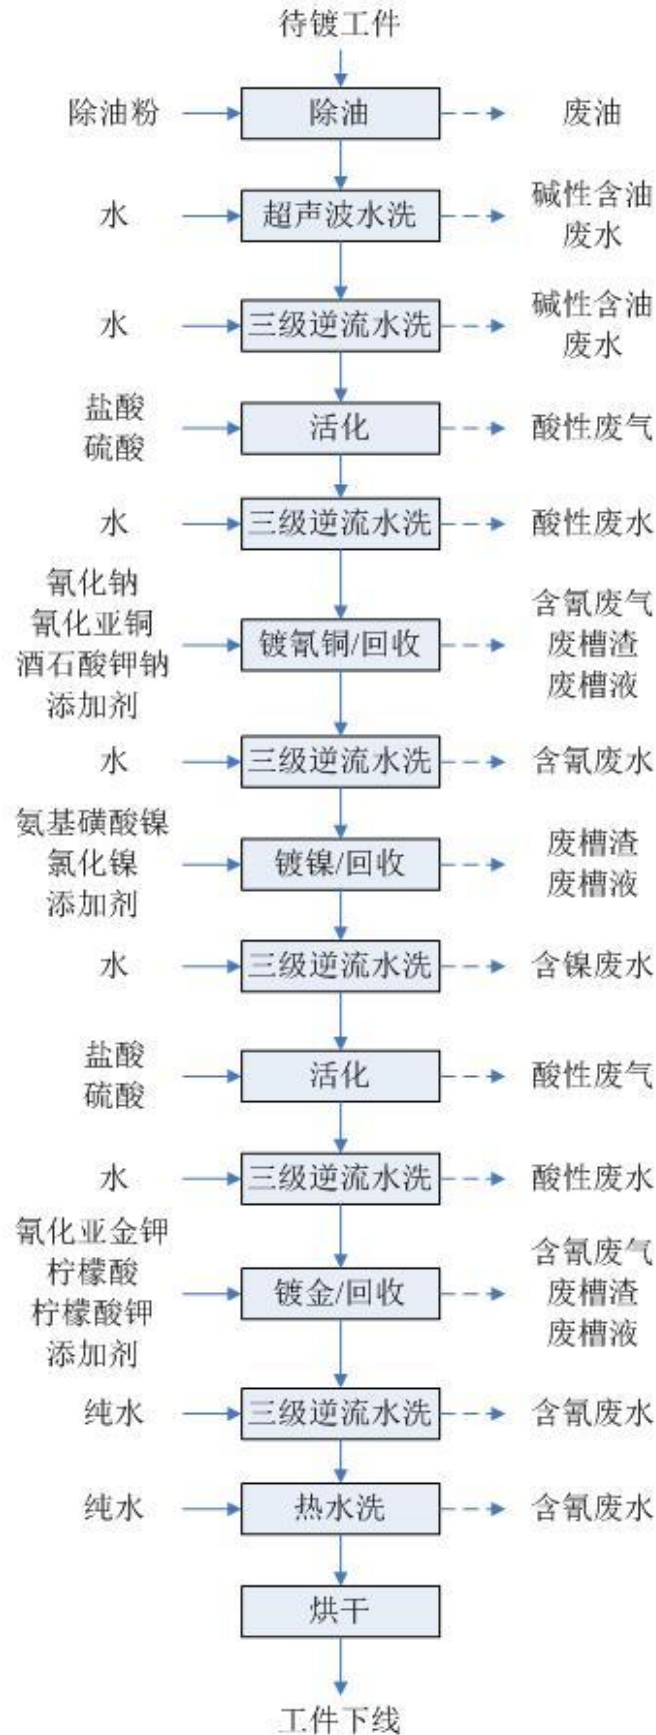 待镀工件
除油粉
除油
废油
水
超声波水洗
碱性含油
废水
水
三级逆流水洗
碱性含油
废水
盐酸
硫酸
活化
酸性废气
水
三级逆流水洗
酸性废水
氰化钠
氰化亚铜
酒石酸钾钠
添加剂
镀氰铜/回收
含氰废气
废槽渣
废槽液
水
三级逆流水洗
含氰废水
氨基磺酸镍
氯化镍
添加剂
镀镍/回收
废槽渣
废槽液
水
三级逆流水洗
含镍废水
盐酸
硫酸
活化
酸性废气
水
三级逆流水洗
酸性废水
氰化亚金钾
柠檬酸
柠檬酸钾
添加剂
镀金/回收
含氰废气
废槽渣
废槽液
纯水
三级逆流水洗
含氰废水
纯水
热水洗
含氰废水
烘干
工件下线